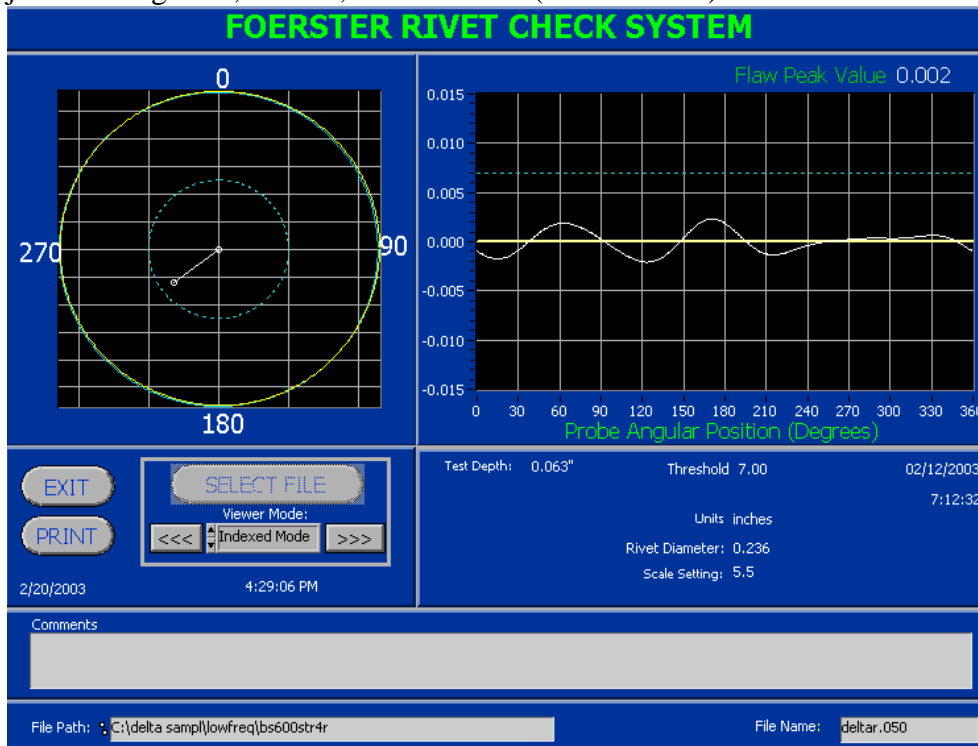 FOERSTER RIVET CHECK SYSTEM
0
270
90
180
Flaw Peak Value 0.002
0.015
0.010
0.005
0.000
-0.005
-0.010
-0.015
0 30 60 90 120 150 180 210 240 270 300 330 360
Probe Angular Position (Degrees)
EXIT
PRINT
SELECT FILE
Viewer Mode:
<<< Indexed Mode >>>
2/20/2003 4:29:06 PM
Test Depth: 0.063" Threshold 7.00 02/12/2003
7:12:32
Units inches
Rivet Diameter: 0.236
Scale Setting: 5.5
Comments
File Path: C:\delta sampl\lowfreq\bs600str4r
File Name: deltar.050